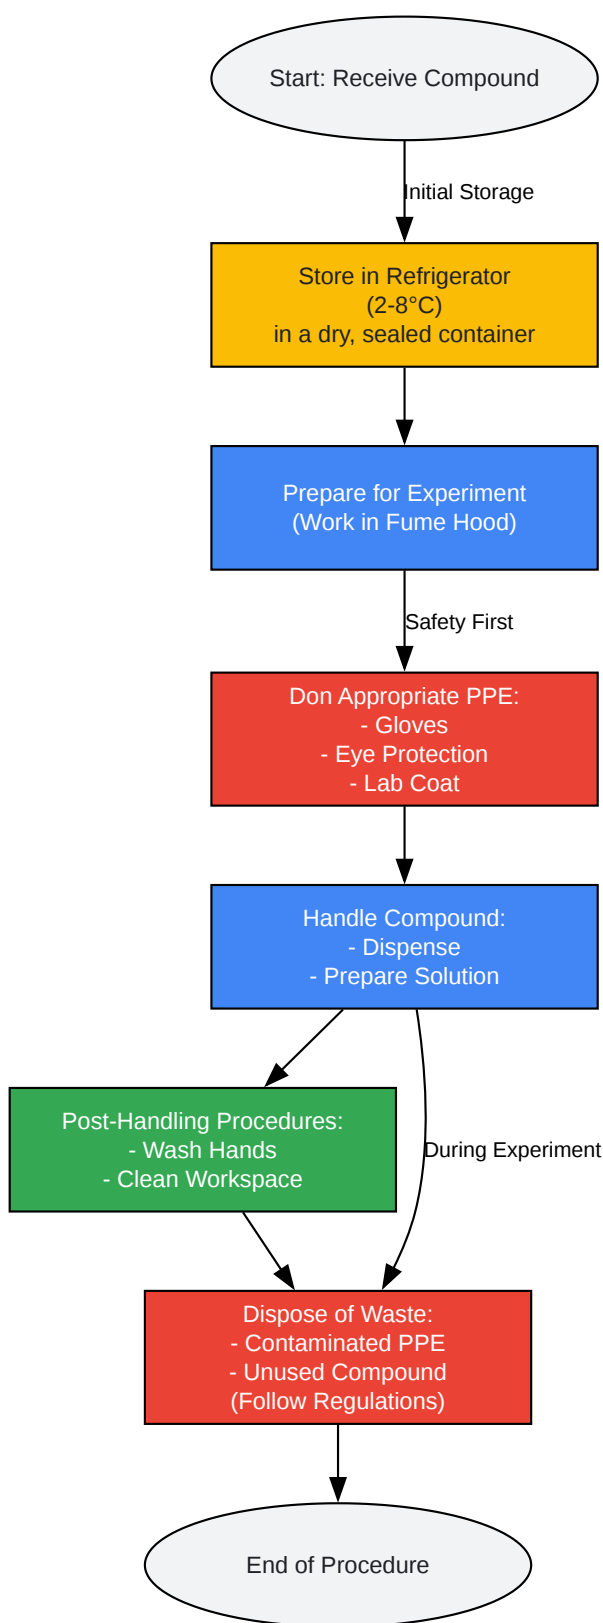 Start: Receive Compound
Initial Storage
Store in Refrigerator
(2-8°C)
in a dry, sealed container
Prepare for Experiment
(Work in Fume Hood)
Safety First
Don Appropriate PPE:
- Gloves
- Eye Protection
- Lab Coat
Handle Compound:
- Dispense
- Prepare Solution
Post-Handling Procedures:
- Wash Hands
- Clean Workspace
During Experiment
Dispose of Waste:
- Contaminated PPE
- Unused Compound
(Follow Regulations)
End of Procedure